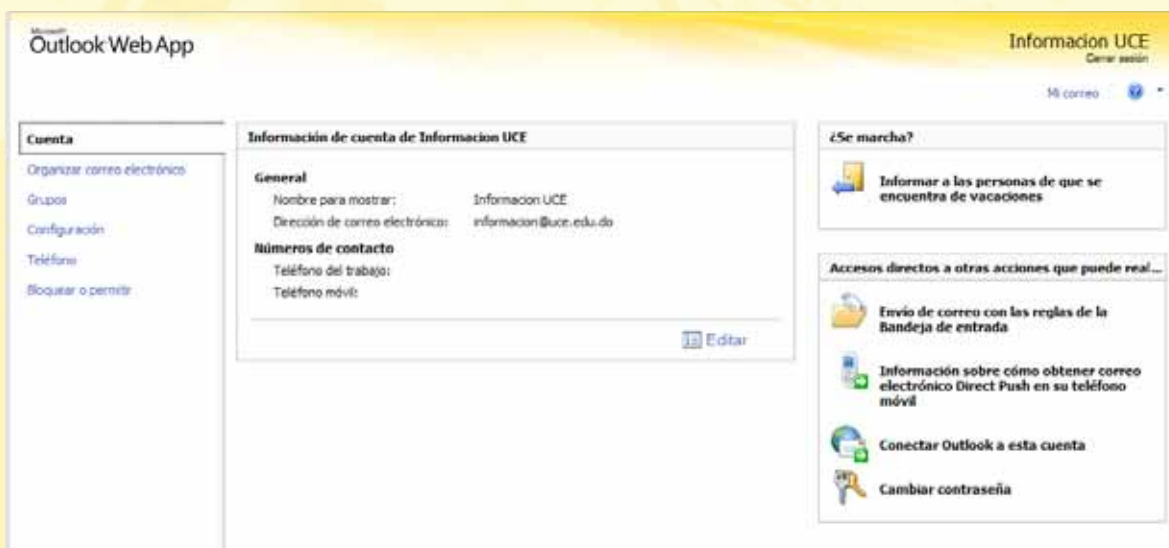 Microsoft
Outlook Web App
Informacion UCE
Cerrar sesión
Mi correo
Cuenta
Organizar correo electrónico
Grupos
Configuración
Teléfono
Bloquear o permitir
Información de cuenta de Informacion UCE
General
Nombre para mostrar: Informacion UCE
Dirección de correo electrónico: informacion@uce.edu.do
Números de contacto
Teléfono del trabajo:
Teléfono móvil:
Editar
¿Se marcha?
Informar a las personas de que se
encuentra de vacaciones
Accesos directos a otras acciones que puede real...
Envío de correo con las reglas de la
Bandeja de entrada
Información sobre cómo obtener correo
electrónico Direct Push en su teléfono
móvil
Conectar Outlook a esta cuenta
Cambiar contraseña